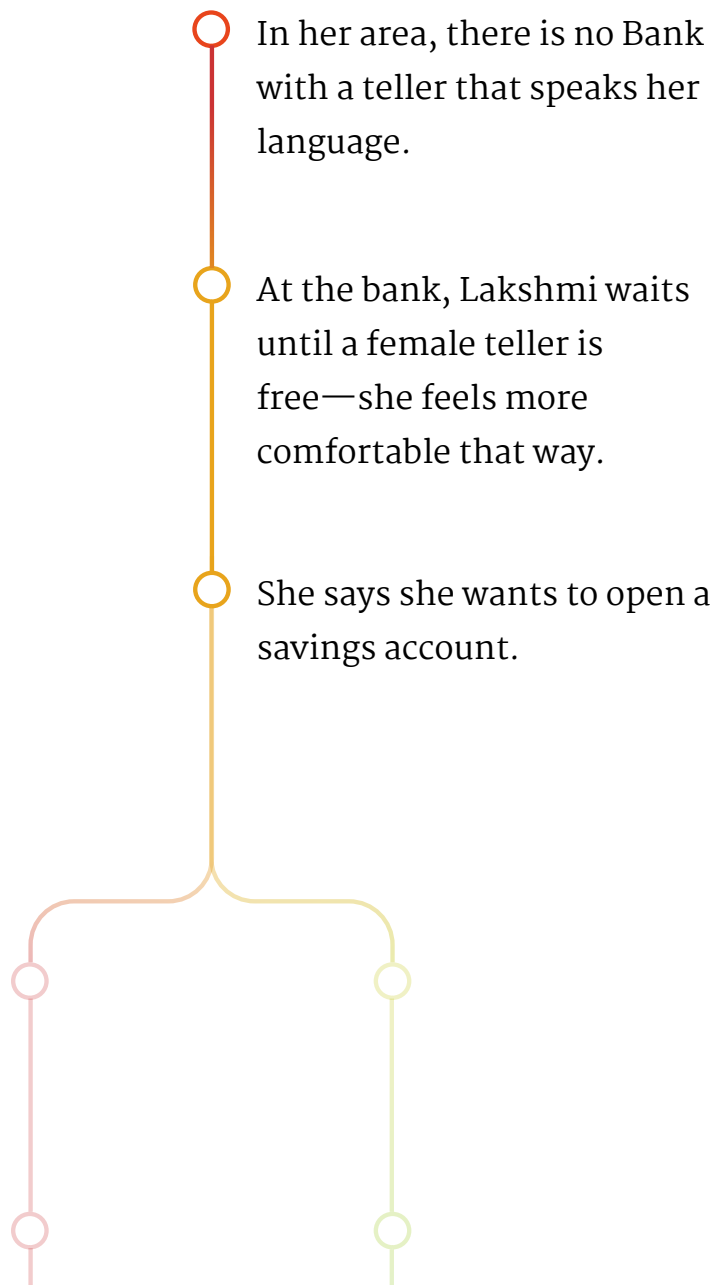 In her area, there is no Bank
with a teller that speaks her
language.
At the bank, Lakshmi waits
until a female teller is
free—she feels more
comfortable that way.
She says she wants to open a
savings account.